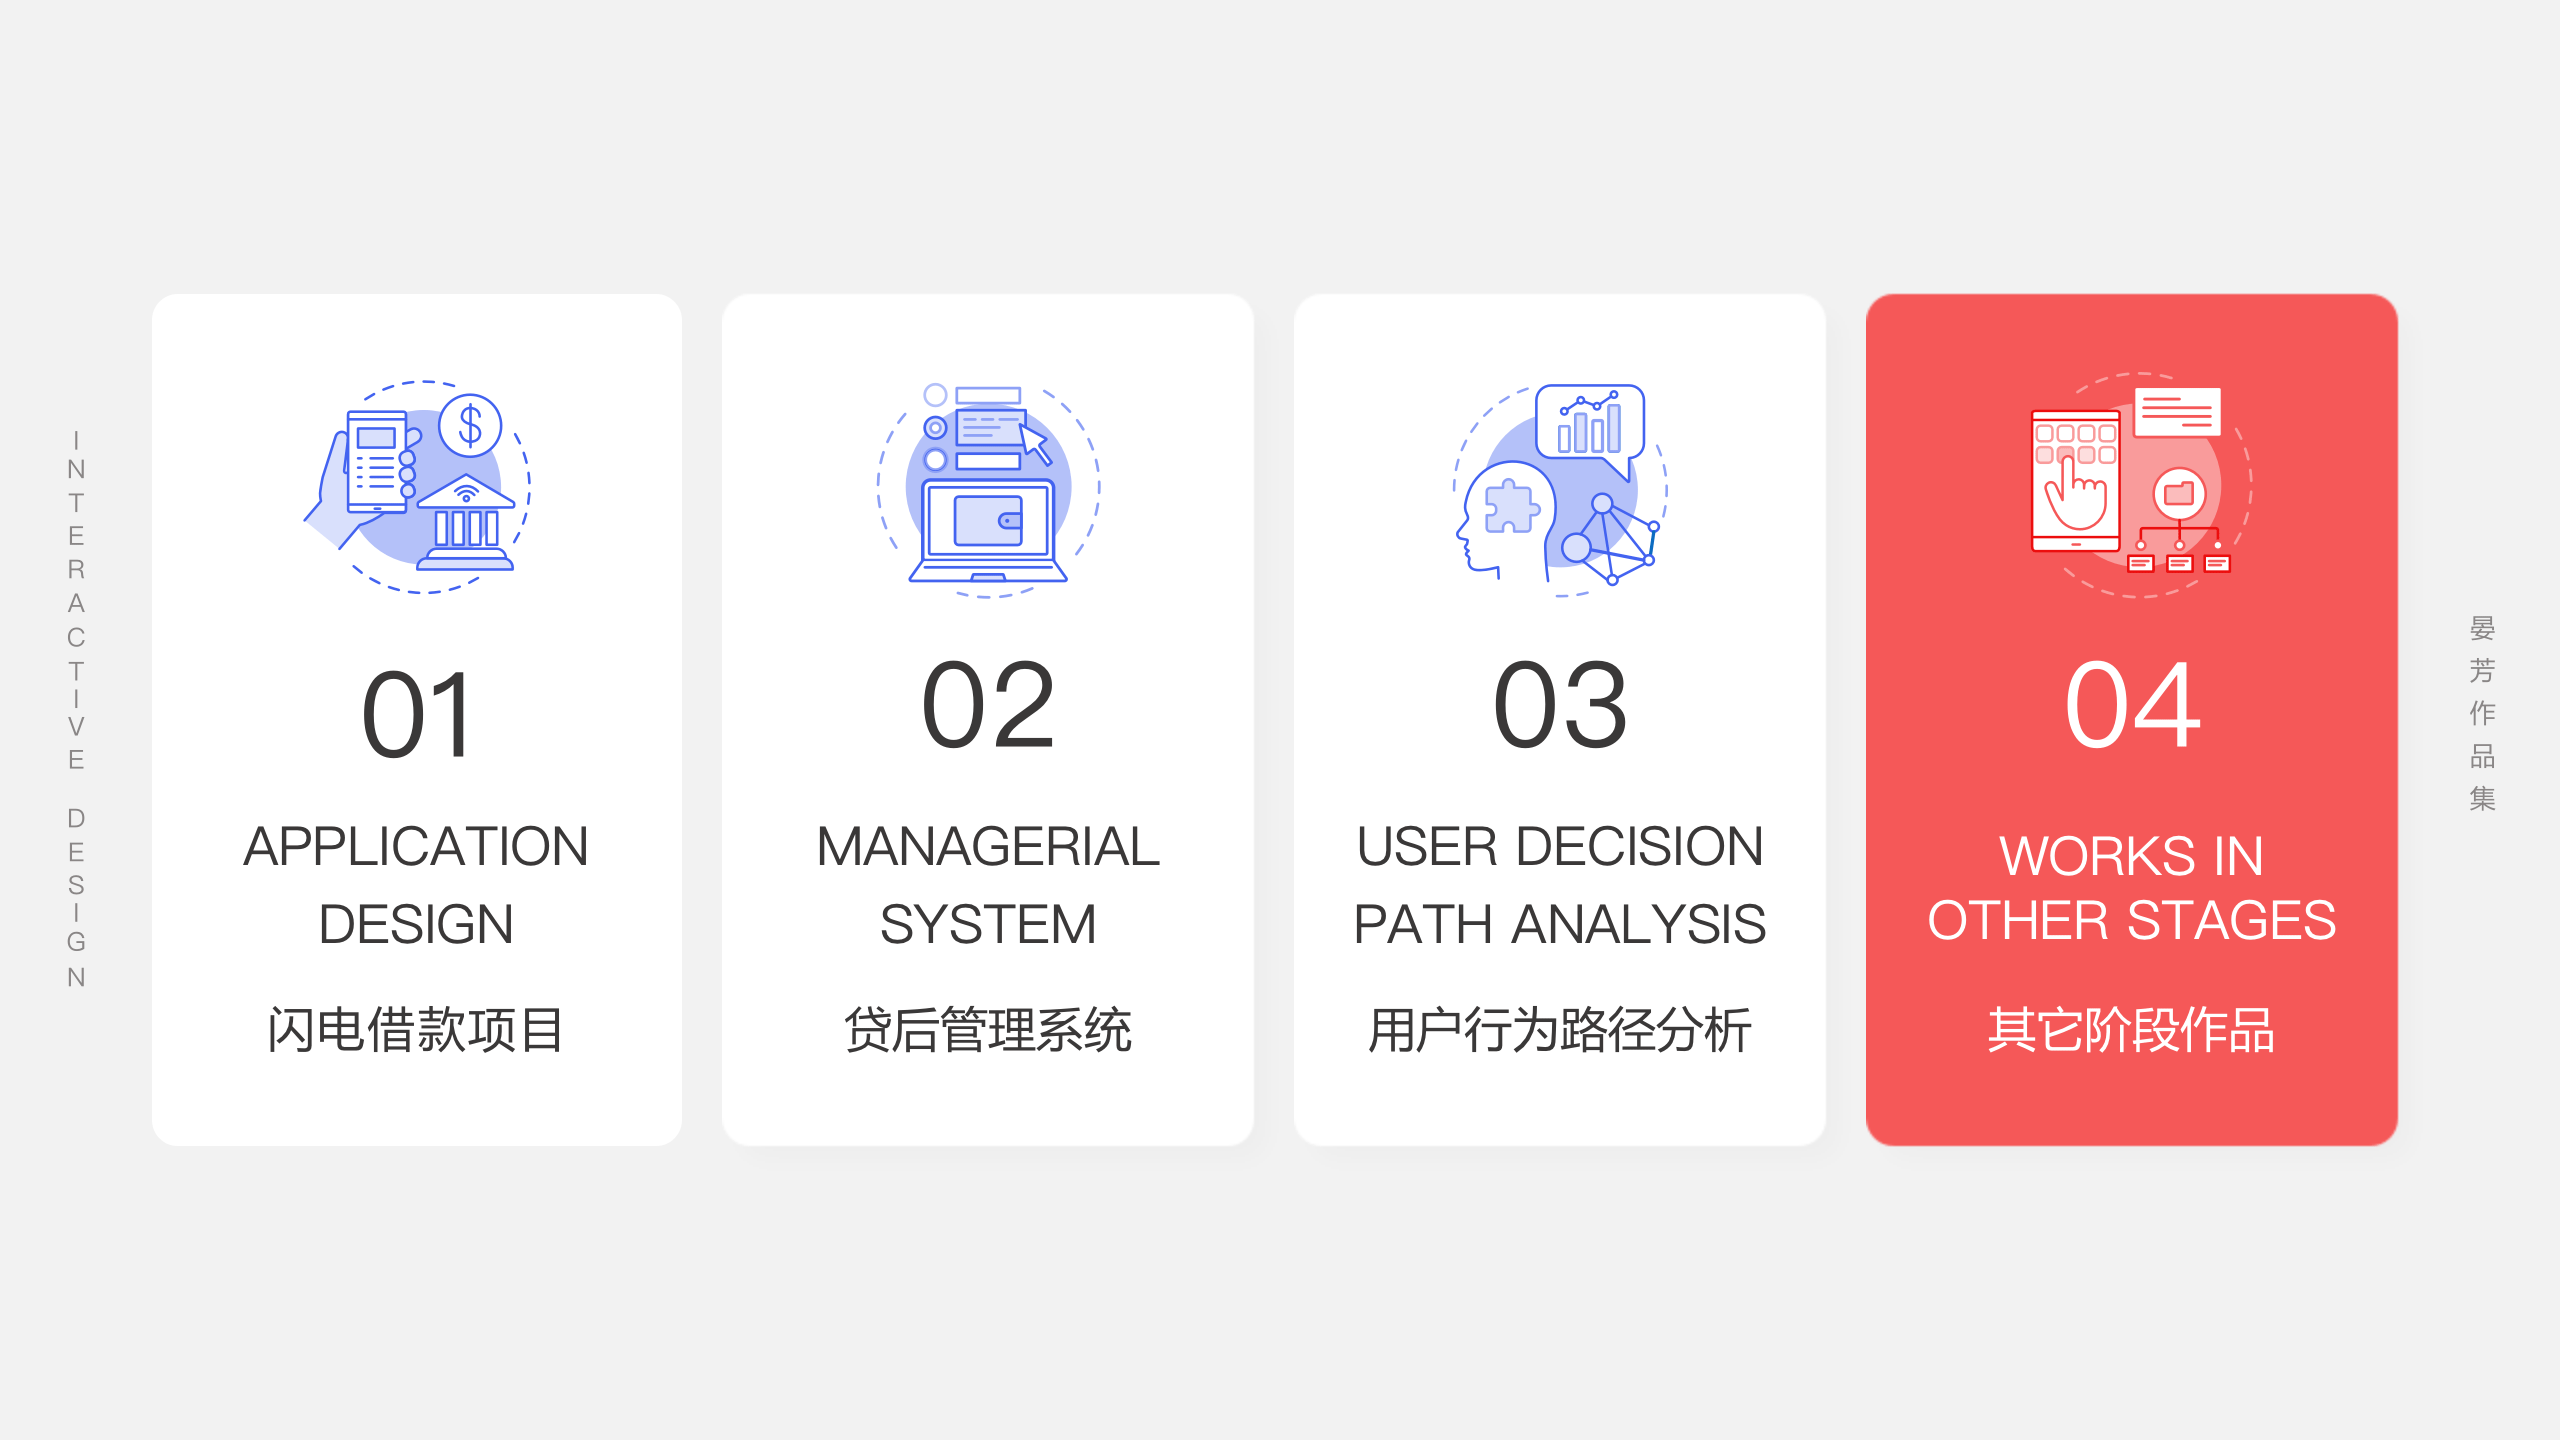 INTERACTIVE DESIGN
01
APPLICATION
DESIGN
闪电借款项目
02
MANAGERIAL
SYSTEM
贷后管理系统
03
USER DECISION
PATH ANALYSIS
用户行为路径分析
04
WORKS IN
OTHER STAGES
其它阶段作品
晏芳作品集